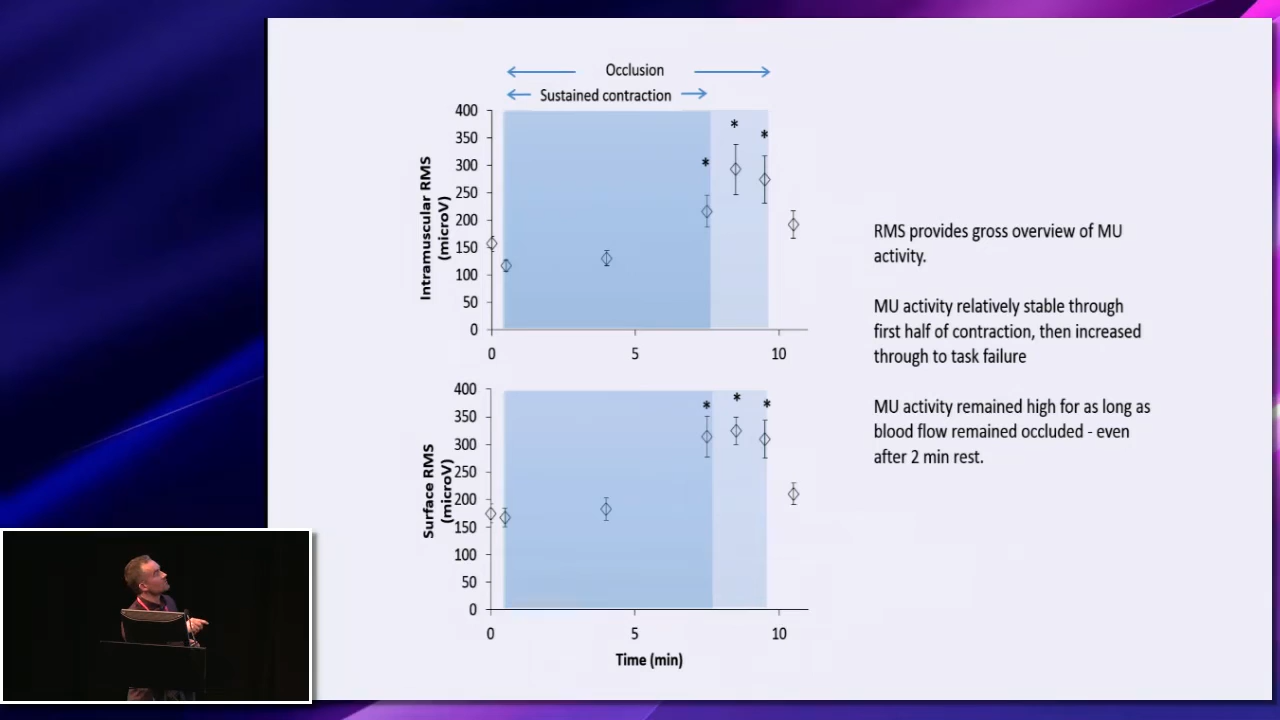 Occlusion
Sustained contraction
400
350
300
250
200
150
100
50
0
Intramuscular RMS
(microV)
* * *
0 5 10
400
350
300
250
200
150
100
50
0
Surface RMS
(microV)
* * *
0 5 10
Time (min)
RMS provides gross overview of MU
activity.
MU activity relatively stable through
first half of contraction, then increased
through to task failure
MU activity remained high for as long as
blood flow remained occluded - even
after 2 min rest.